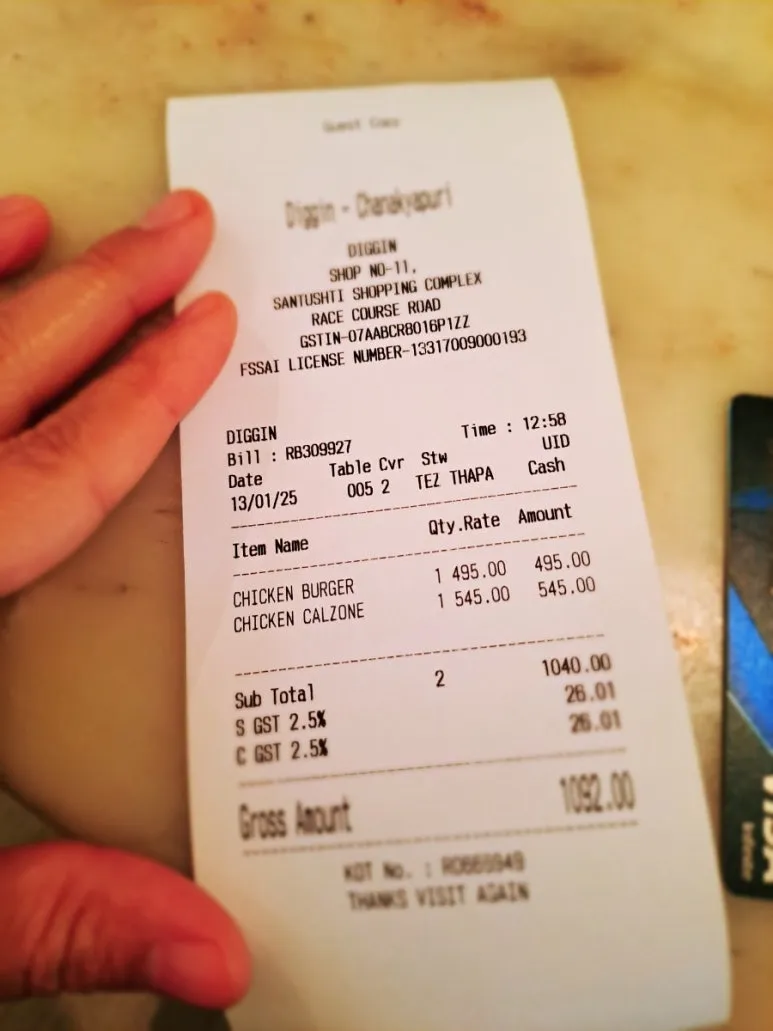 Guest Copy
Diggin - Chanakyapuri
DIGGIN
SHOP NO-11,
SANTUSHTI SHOPPING COMPLEX
RACE COURSE ROAD
GSTIN-07AABCR8016P1ZZ
FSSAI LICENSE NUMBER-13317009000193
DIGGIN
Bill : RB309927 Time : 12:58
Date Table Cvr Stw UID
13/01/25 005 2 TEZ THAPA Cash
Item Name Qty.Rate Amount
CHICKEN BURGER 1 495.00 495.00
CHICKEN CALZONE 1 545.00 545.00
Sub Total 2 1040.00
S GST 2.5% 26.01
C GST 2.5% 26.01
Gross Amount 1092.00
KOT No. :
THANKS VISIT AGAIN
VISA